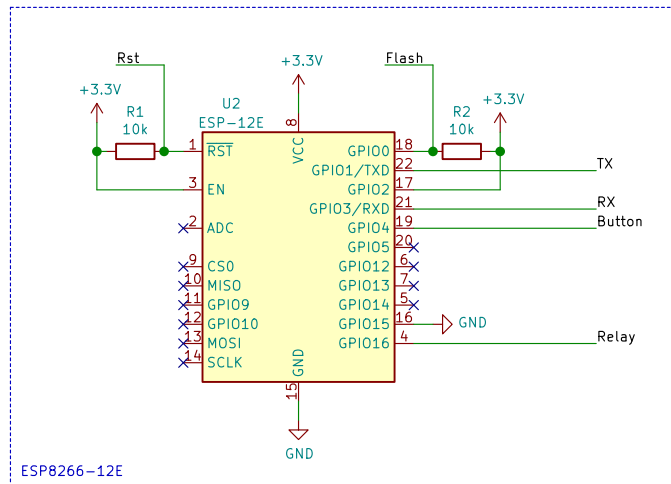 Rst
Flash
+3.3V
+3.3V
+3.3V
R1
10k
U2
ESP-12E
R2
10k
8
VCC
1
RST
3
EN
2
ADC
9
CS0
10
MISO
11
GPIO9
12
GPIO10
13
MOSI
14
SCLK
GPIO0
18
GPIO1/TXD
22
TX
GPIO2
17
GPIO3/RXD
21
RX
GPIO4
19
Button
GPIO5
20
GPIO12
6
GPIO13
7
GPIO14
5
GPIO15
16
GND
GPIO16
4
Relay
GND
15
GND
ESP8266-12E